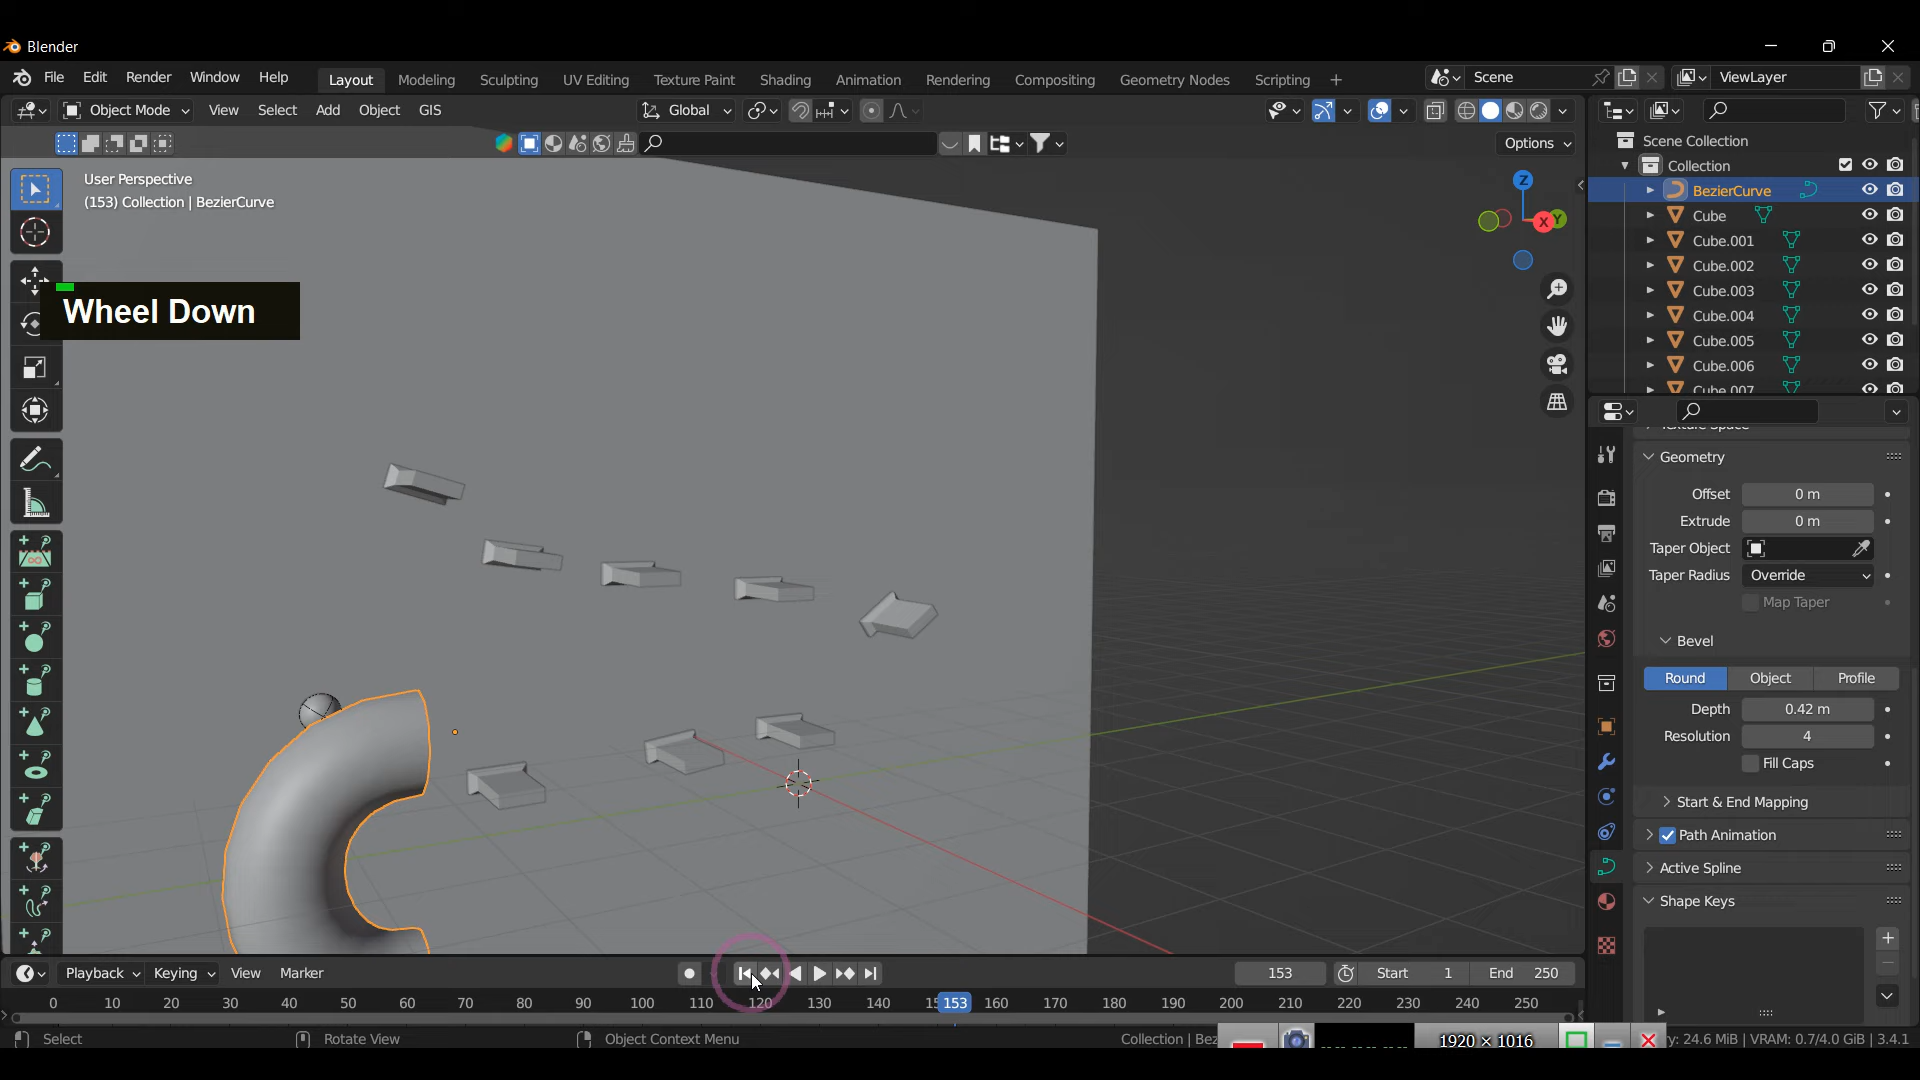 Blender
File Edit Render Window Help Layout Modeling Sculpting UV Editing Texture Paint Shading Animation Rendering Compositing Geometry Nodes Scripting + Scene ViewLayer
Object Mode View Select Add Object GIS Global
Options
User Perspective
(153) Collection | BezierCurve
Z
Y
X
Wheel Down
Scene Collection
Collection
BezierCurve
Cube
Cube.001
Cube.002
Cube.003
Cube.004
Cube.005
Cube.006
Cube.007
Texture Space
Geometry
Offset 0 m
Extrude 0 m
Taper Object
Taper Radius Override
Map Taper
Bevel
Round Object Profile
Depth 0.42 m
Resolution 4
Fill Caps
Start & End Mapping
Path Animation
Active Spline
Shape Keys
Playback Keying View Marker 153 Start 1 End 250
0 10 20 30 40 50 60 70 80 90 100 110 120 130 140 153 160 170 180 190 200 210 220 230 240 250
Select Rotate View Object Context Menu Collection | Bez 1920 × 1016 y: 24.6 MiB | VRAM: 0.7/4.0 GiB | 3.4.1